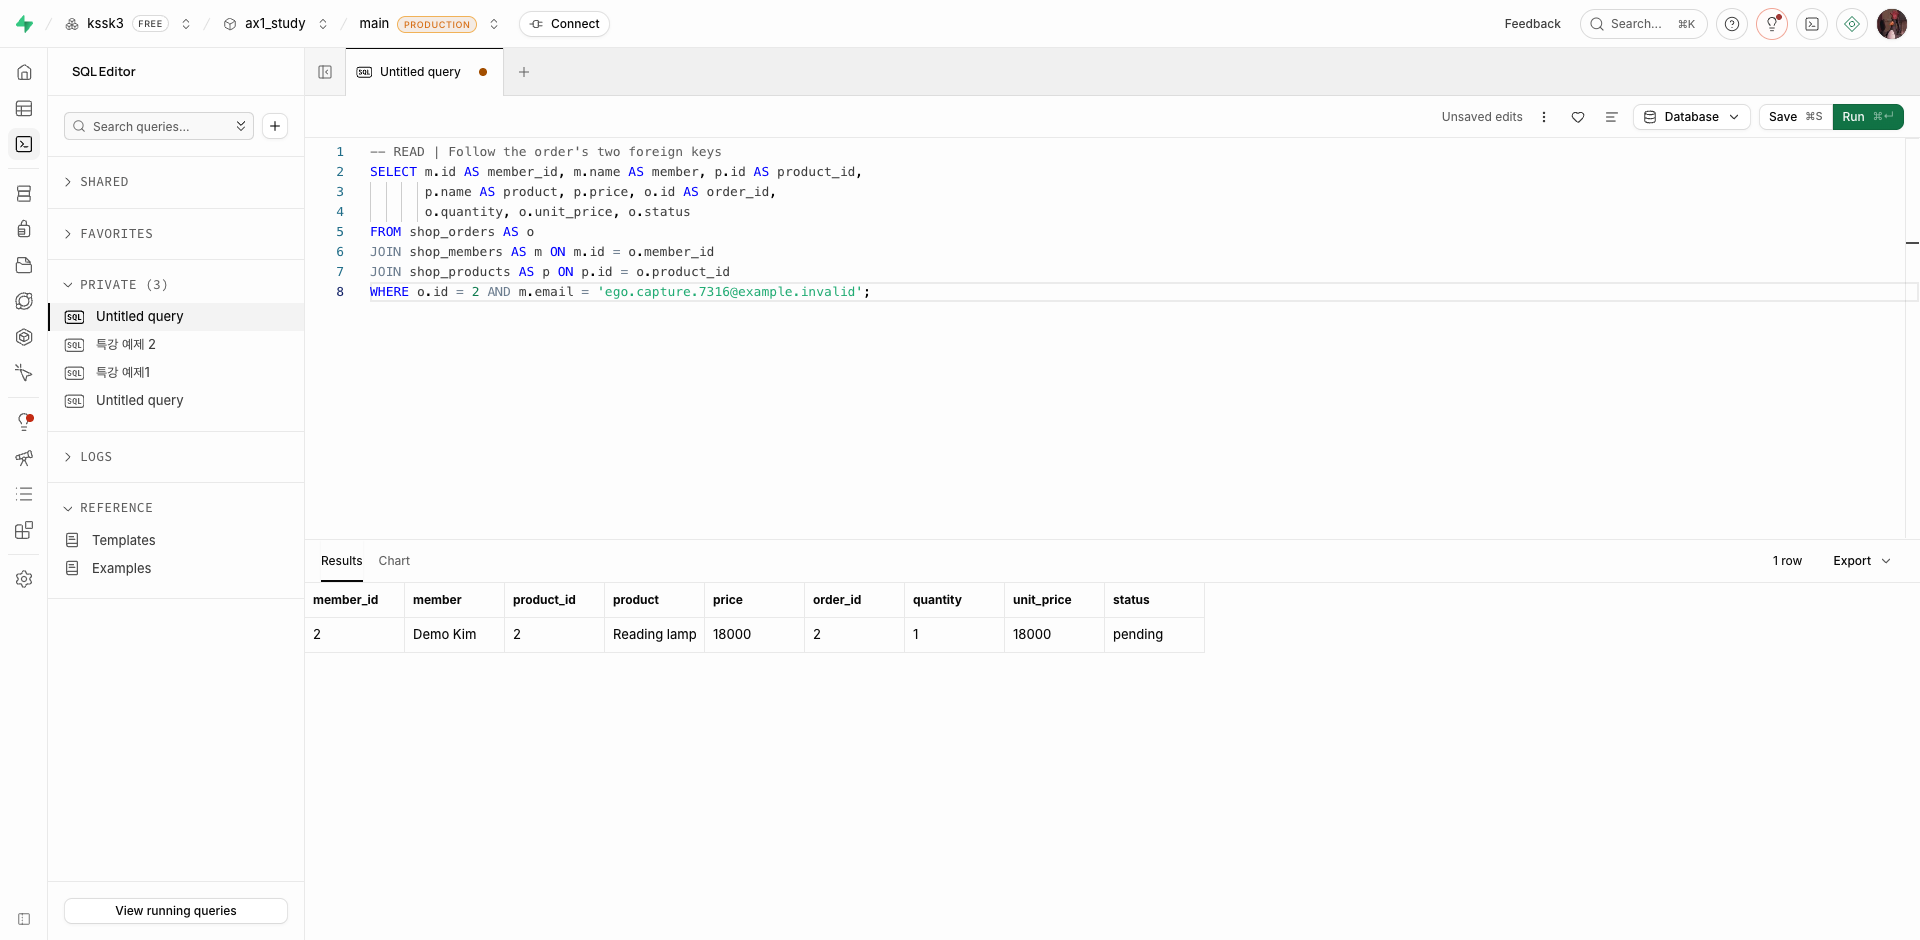 kssk3 FREE / ax1_study / main PRODUCTION Connect
Feedback Search... ⌘K
SQL Editor
SQL Untitled query
Search queries...
Unsaved edits Database Save ⌘S Run ⌘↵
SHARED
FAVORITES
PRIVATE (3)
SQL Untitled query
SQL 특강 예제 2
SQL 특강 예제1
SQL Untitled query
LOGS
REFERENCE
Templates
Examples
View running queries
1 -- READ | Follow the order's two foreign keys
2 SELECT m.id AS member_id, m.name AS member, p.id AS product_id,
3 p.name AS product, p.price, o.id AS order_id,
4 o.quantity, o.unit_price, o.status
5 FROM shop_orders AS o
6 JOIN shop_members AS m ON m.id = o.member_id
7 JOIN shop_products AS p ON p.id = o.product_id
8 WHERE o.id = 2 AND m.email = 'ego.capture.7316@example.invalid';
Results Chart 1 row Export
member_id member product_id product price order_id quantity unit_price status
2 Demo Kim 2 Reading lamp 18000 2 1 18000 pending